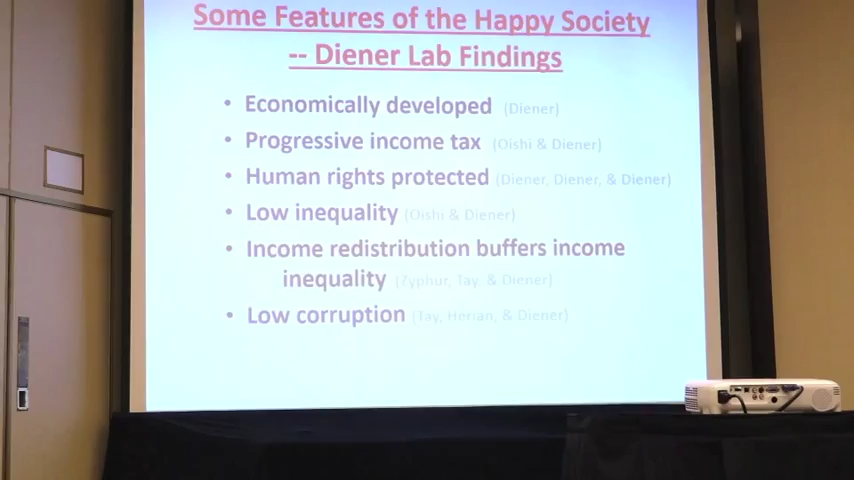 Some Features of the Happy Society
-- Diener Lab Findings
• Economically developed (Diener)
• Progressive income tax (Oishi & Diener)
• Human rights protected (Diener, Diener, & Diener)
• Low inequality (Oishi & Diener)
• Income redistribution buffers income
inequality (Zyphur, Tay, & Diener)
• Low corruption (Tay, Herian, & Diener)